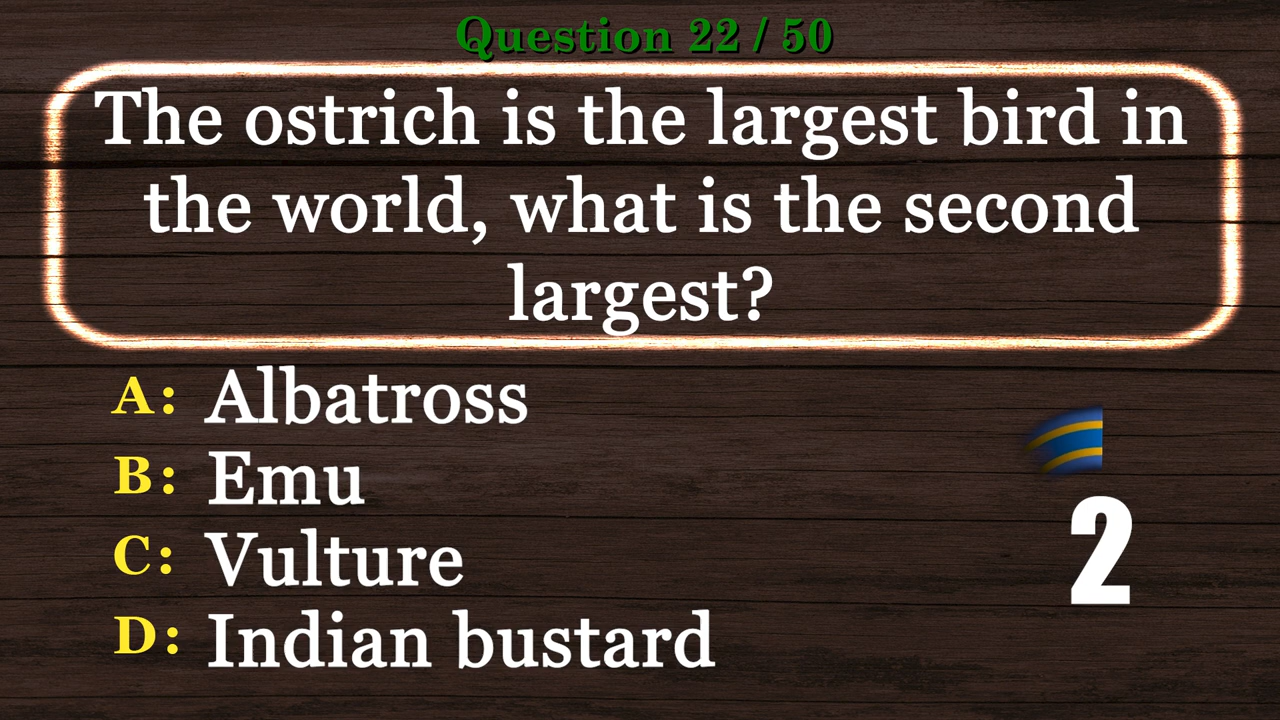 Question 22 / 50
The ostrich is the largest bird in
the world, what is the second
largest?
A: Albatross
B: Emu
C: Vulture
D: Indian bustard
2